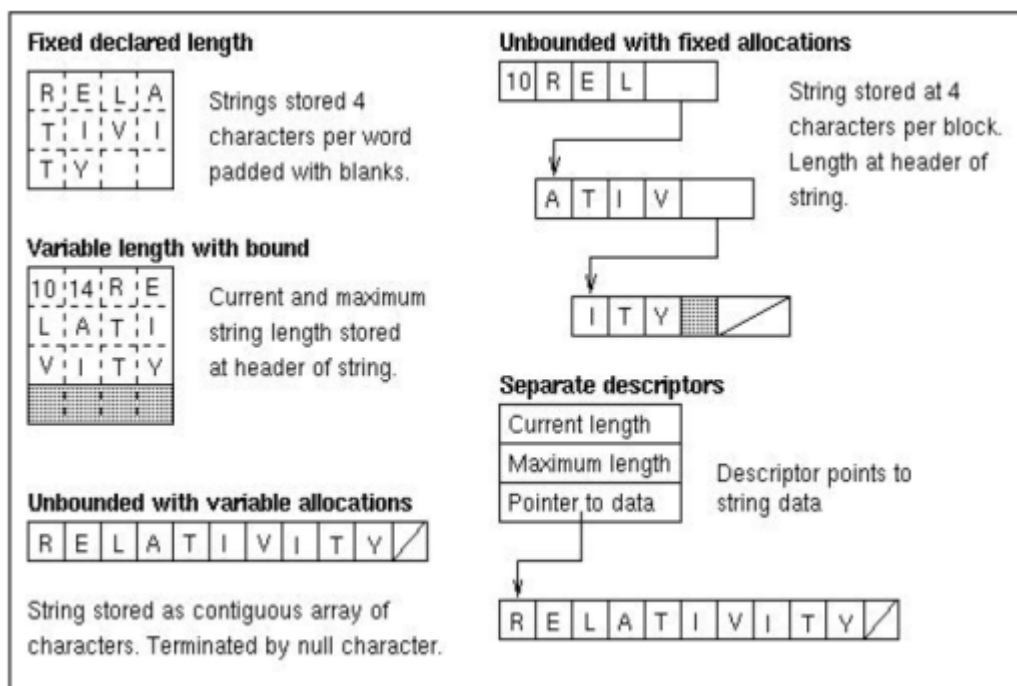 Fixed declared length
R E L A
T I V I
T Y
Strings stored 4
characters per word
padded with blanks.
Variable length with bound
10 14 R E
L A T I
V I T Y
Current and maximum
string length stored
at header of string.
Unbounded with variable allocations
R E L A T I V I T Y
String stored as contiguous array of
characters. Terminated by null character.
Unbounded with fixed allocations
10 R E L
A T I V
I T Y
String stored at 4
characters per block.
Length at header of
string.
Separate descriptors
Current length
Maximum length
Pointer to data
Descriptor points to
string data
R E L A T I V I T Y